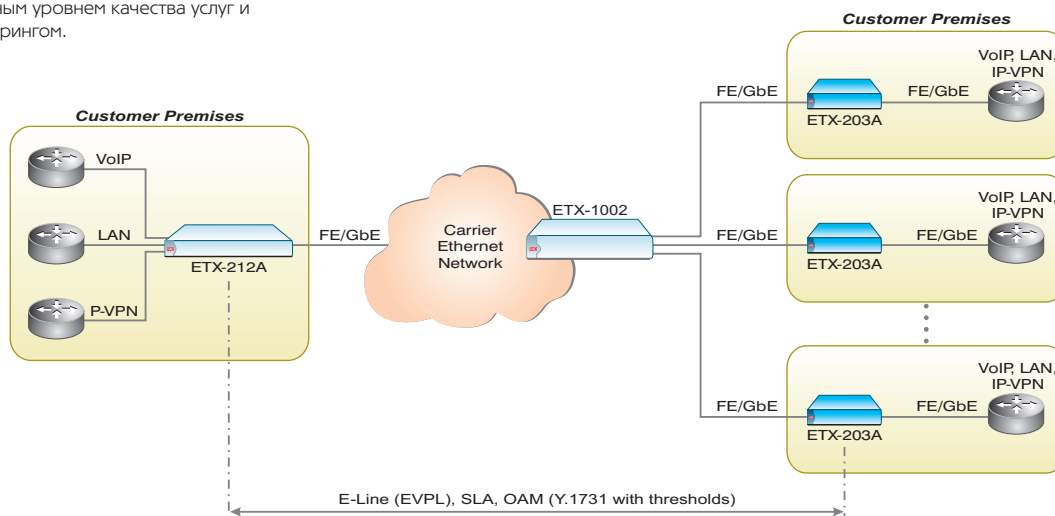 ным уровнем качества услуг и
рингом.
Customer Premises
VoIP
LAN
P-VPN
ETX-212A
FE/GbE
Carrier
Ethernet
Network
ETX-1002
Customer Premises
FE/GbE
ETX-203A
FE/GbE
VoIP, LAN,
IP-VPN
FE/GbE
ETX-203A
FE/GbE
VoIP, LAN,
IP-VPN
FE/GbE
ETX-203A
FE/GbE
VoIP, LAN,
IP-VPN
E-Line (EVPL), SLA, OAM (Y.1731 with thresholds)